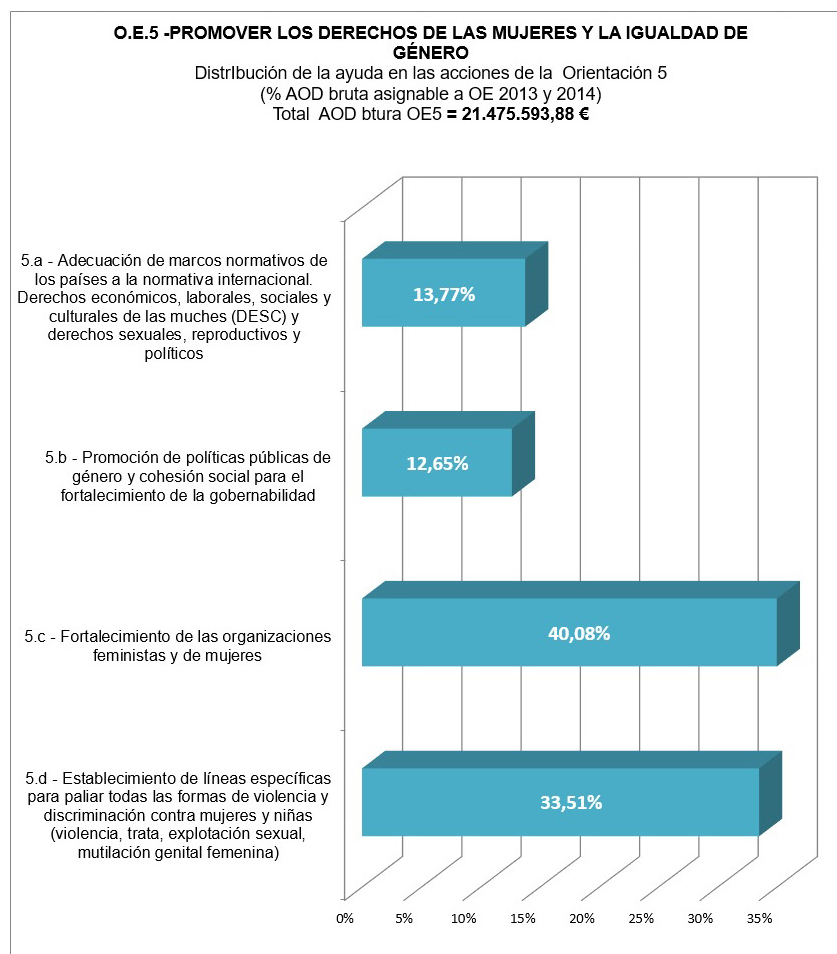 O.E.5 -PROMOVER LOS DERECHOS DE LAS MUJERES Y LA IGUALDAD DE
GÉNERO
DistrIbución de la ayuda en las acciones de la  Orientación 5
(% AOD bruta asignable a OE 2013 y 2014)
Total  AOD btura OE5 = 21.475.593,88 €
5.a - Adecuación de marcos normativos de
los países a la normativa internacional.
Derechos económicos, laborales, sociales y
culturales de las muches (DESC) y
derechos sexuales, reproductivos y
políticos
13,77%
5.b - Promoción de políticas públicas de
género y cohesión social para el
fortalecimiento de la gobernabilidad
12,65%
5.c - Fortalecimiento de las organizaciones
feministas y de mujeres
40,08%
5.d - Establecimiento de líneas específicas
para paliar todas las formas de violencia y
discriminación contra mujeres y niñas
(violencia, trata, explotación sexual,
mutilación genital femenina)
33,51%
0% 5% 10% 15% 20% 25% 30% 35%